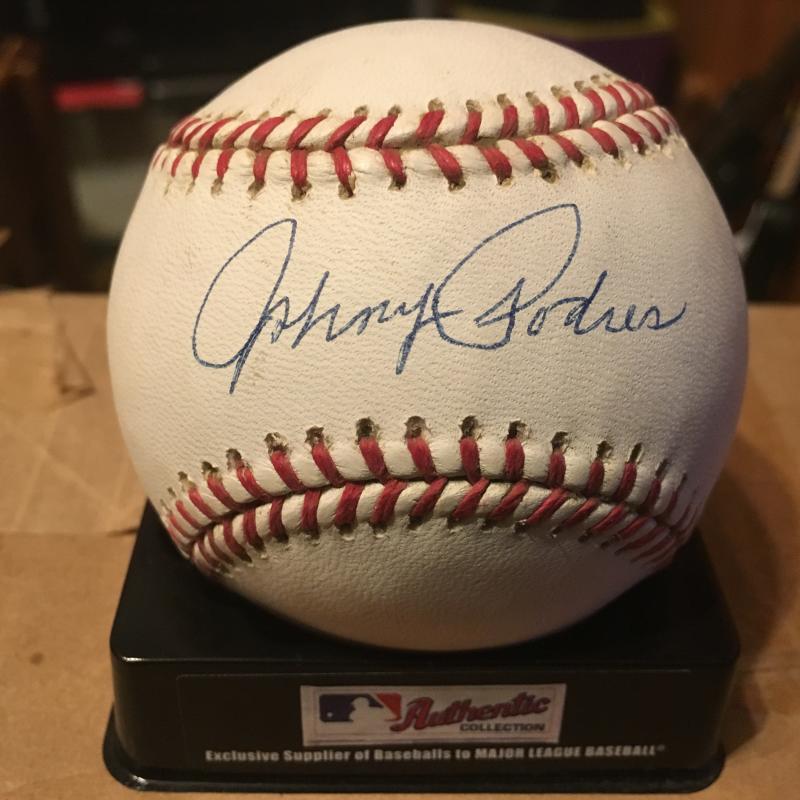 Johnny Podres
Authentic
COLLECTION
Exclusive Supplier of Baseballs to MAJOR LEAGUE BASEBALL®